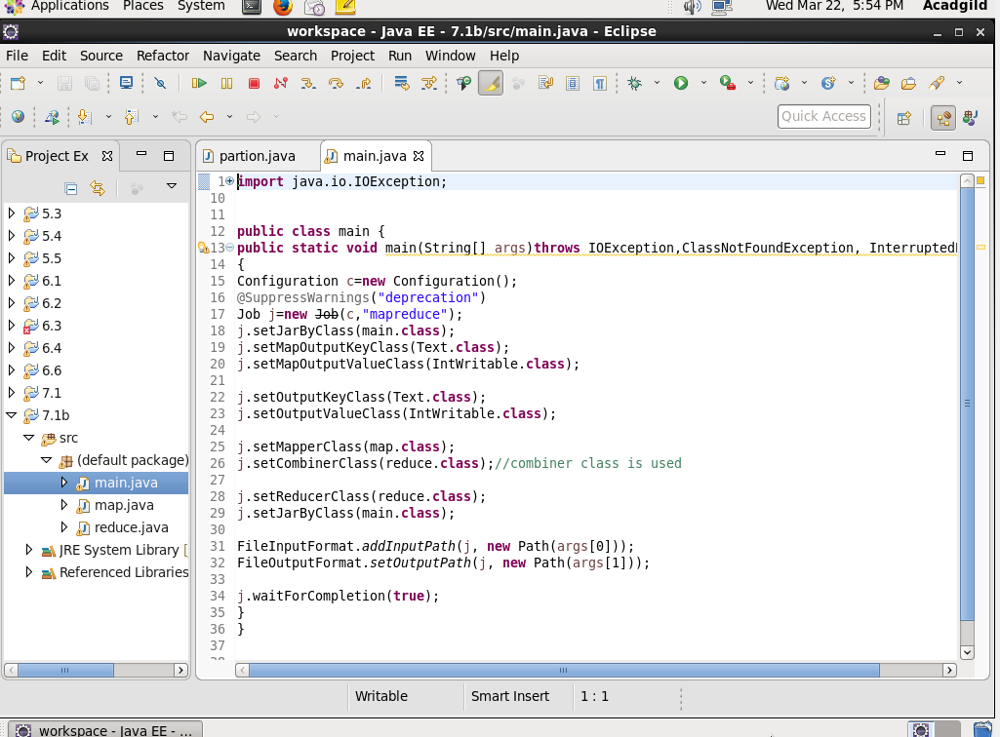 Applications Places System Wed Mar 22, 5:54 PM Acadgild
workspace - Java EE - 7.1b/src/main.java - Eclipse
File Edit Source Refactor Navigate Search Project Run Window Help
Quick Access
Project Ex
partion.java main.java
5.3
5.4
5.5
6.1
6.2
6.3
6.4
6.6
7.1
7.1b
src
(default package)
main.java
map.java
reduce.java
JRE System Library [
Referenced Libraries
1 import java.io.IOException;
10
11
12 public class main {
13 public static void main(String[] args)throws IOException,ClassNotFoundException, Interrupted
14 {
15 Configuration c=new Configuration();
16 @SuppressWarnings("deprecation")
17 Job j=new Job(c,"mapreduce");
18 j.setJarByClass(main.class);
19 j.setMapOutputKeyClass(Text.class);
20 j.setMapOutputValueClass(IntWritable.class);
21
22 j.setOutputKeyClass(Text.class);
23 j.setOutputValueClass(IntWritable.class);
24
25 j.setMapperClass(map.class);
26 j.setCombinerClass(reduce.class);//combiner class is used
27
28 j.setReducerClass(reduce.class);
29 j.setJarByClass(main.class);
30
31 FileInputFormat.addInputPath(j, new Path(args[0]));
32 FileOutputFormat.setOutputPath(j, new Path(args[1]));
33
34 j.waitForCompletion(true);
35 }
36 }
37
Writable Smart Insert 1 : 1
workspace - Java EE - ...